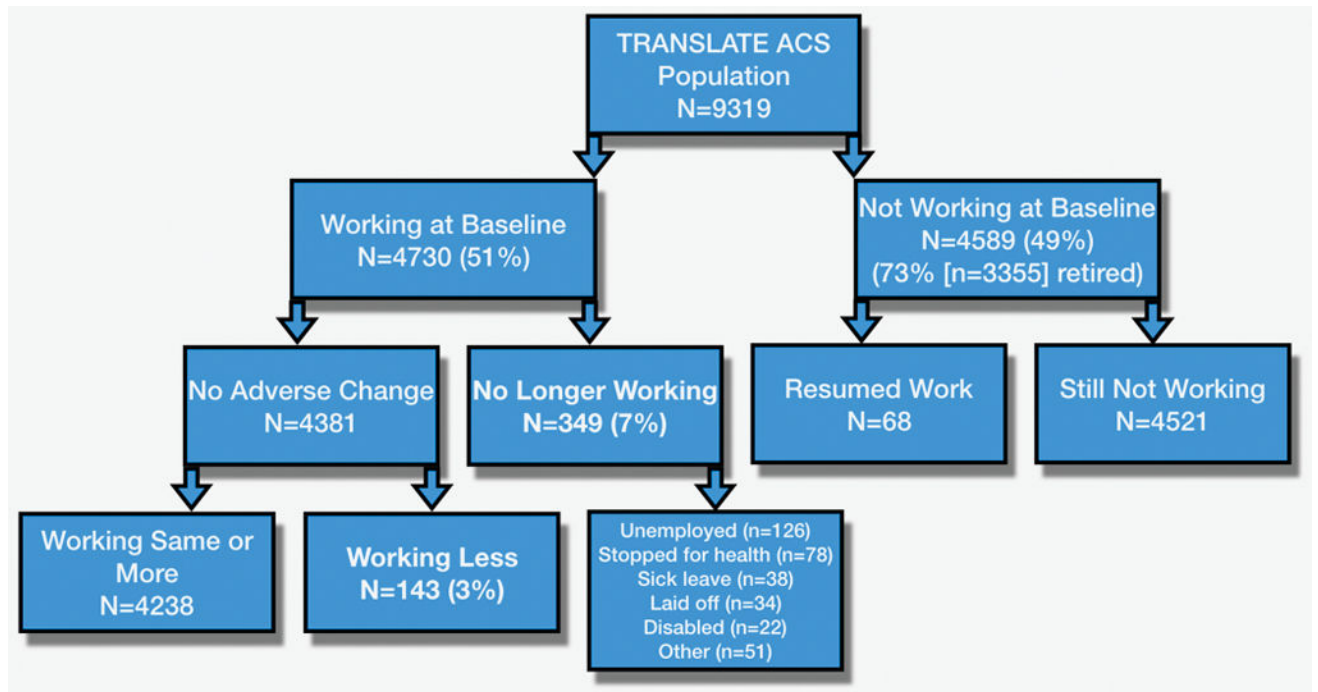 TRANSLATE ACS
Population
N=9319
Working at Baseline
N=4730 (51%)
Not Working at Baseline
N=4589 (49%)
(73% [n=3355] retired)
No Adverse Change
N=4381
No Longer Working
N=349 (7%)
Resumed Work
N=68
Still Not Working
N=4521
Working Same or
More
N=4238
Working Less
N=143 (3%)
Unemployed (n=126)
Stopped for health (n=78)
Sick leave (n=38)
Laid off (n=34)
Disabled (n=22)
Other (n=51)